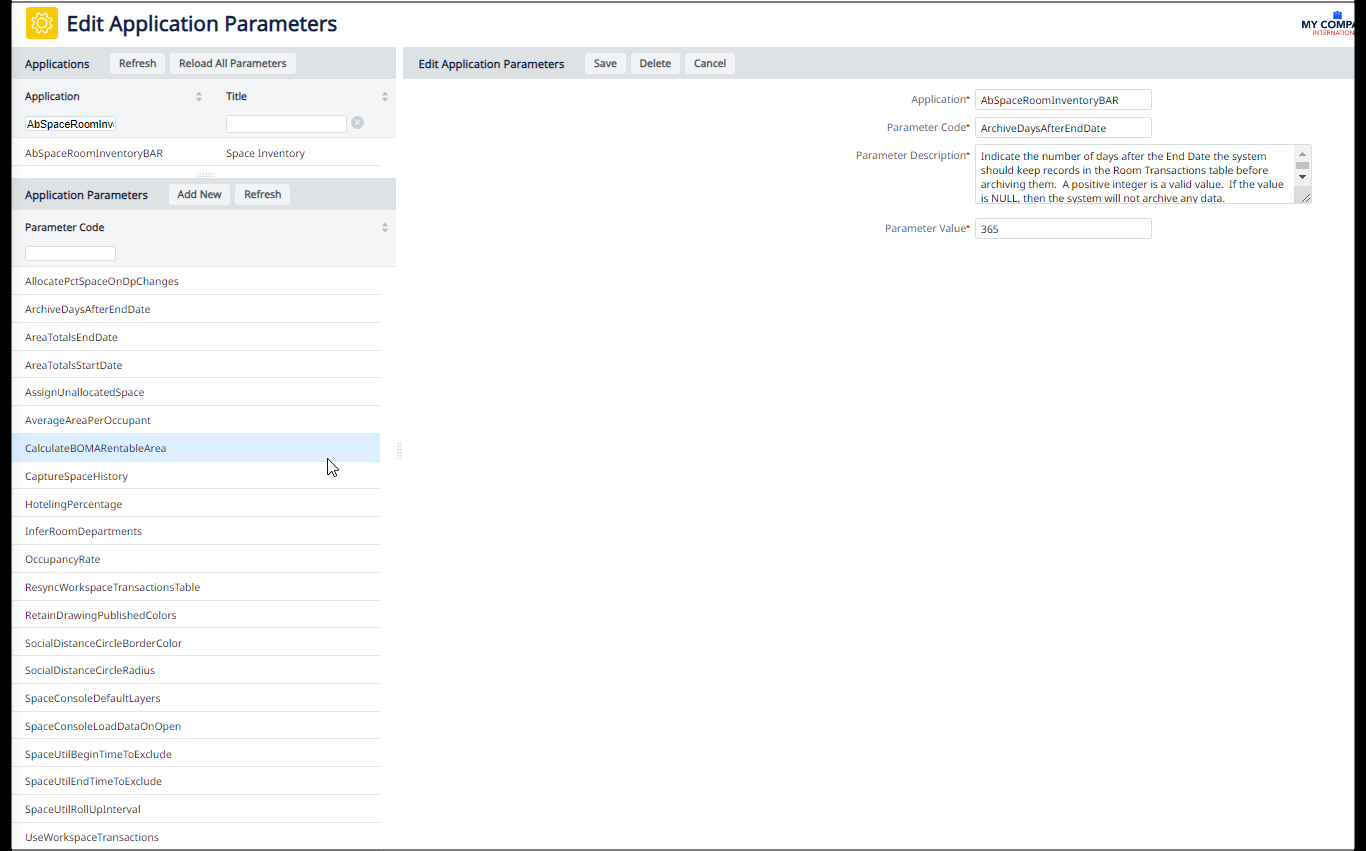 Edit Application Parameters
MY COMPA
INTERNATION
Applications Refresh Reload All Parameters
Application Title
AbSpaceRoomInv
AbSpaceRoomInventoryBAR Space Inventory
Application Parameters Add New Refresh
Parameter Code
AllocatePctSpaceOnDpChanges
ArchiveDaysAfterEndDate
AreaTotalsEndDate
AreaTotalsStartDate
AssignUnallocatedSpace
AverageAreaPerOccupant
CalculateBOMARentableArea
CaptureSpaceHistory
HotelingPercentage
InferRoomDepartments
OccupancyRate
ResyncWorkspaceTransactionsTable
RetainDrawingPublishedColors
SocialDistanceCircleBorderColor
SocialDistanceCircleRadius
SpaceConsoleDefaultLayers
SpaceConsoleLoadDataOnOpen
SpaceUtilBeginTimeToExclude
SpaceUtilEndTimeToExclude
SpaceUtilRollUpInterval
UseWorkspaceTransactions
Edit Application Parameters Save Delete Cancel
Application* AbSpaceRoomInventoryBAR
Parameter Code* ArchiveDaysAfterEndDate
Parameter Description* Indicate the number of days after the End Date the system
should keep records in the Room Transactions table before
archiving them.  A positive integer is a valid value.  If the value
is NULL, then the system will not archive any data.
Parameter Value* 365